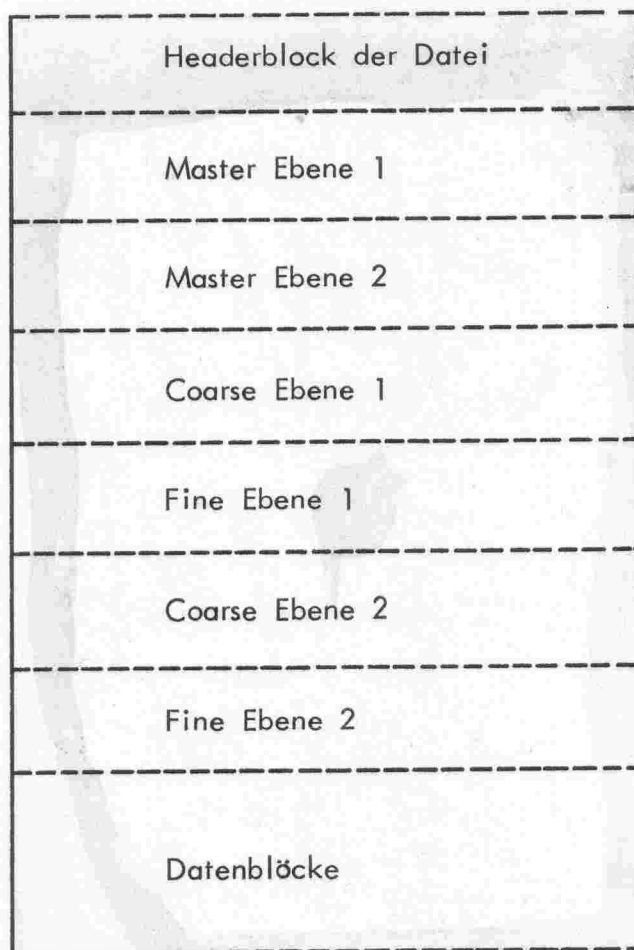 Headerblock der Datei
Master Ebene 1
Master Ebene 2
Coarse Ebene 1
Fine Ebene 1
Coarse Ebene 2
Fine Ebene 2
Datenblöcke